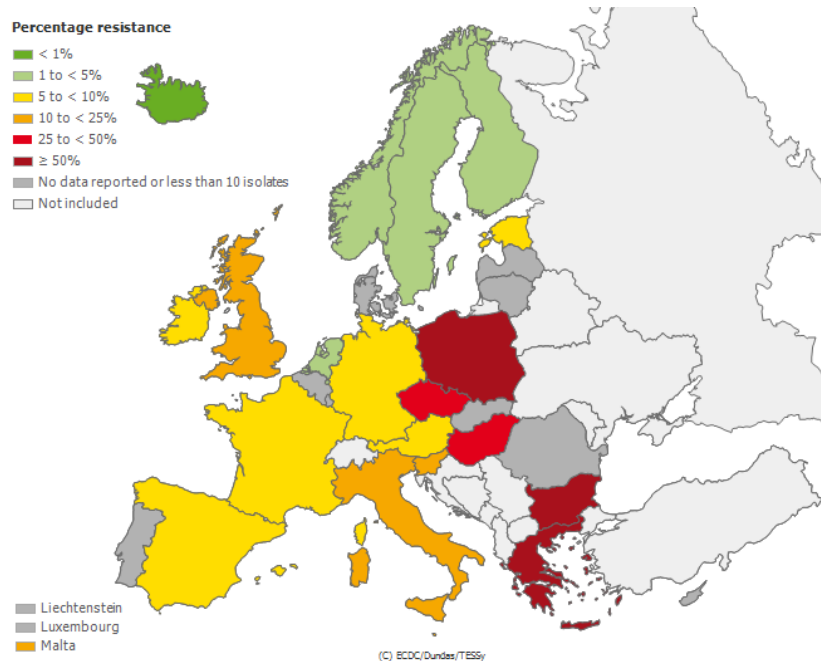 Percentage resistance
< 1%
1 to < 5%
5 to < 10%
10 to < 25%
25 to < 50%
≥ 50%
No data reported or less than 10 isolates
Not included
Liechtenstein
Luxembourg
Malta
(C) ECDC/Dundas/TESSy